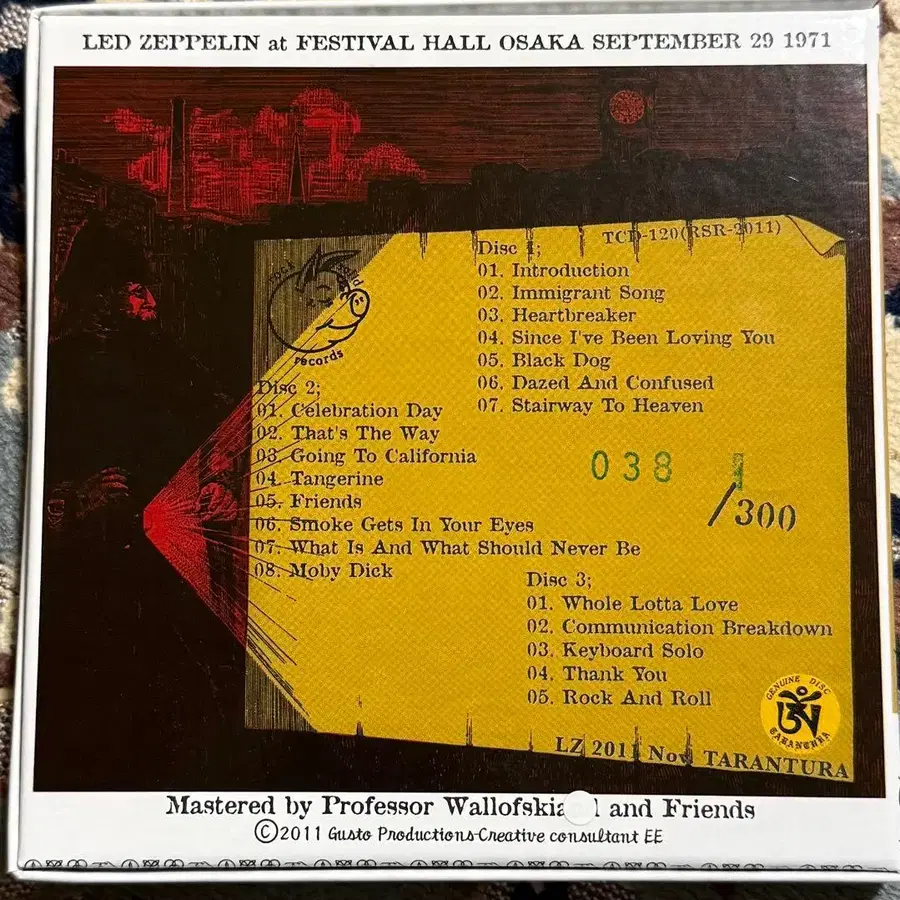 LED ZEPPELIN at FESTIVAL HALL OSAKA SEPTEMBER 29 1971
TCD-120(RSR-2011)
Disc 1;
01. Introduction
02. Immigrant Song
03. Heartbreaker
04. Since I've Been Loving You
05. Black Dog
06. Dazed And Confused
07. Stairway To Heaven
records
Disc 2;
01. Celebration Day
02. That's The Way
03. Going To California
04. Tangerine
05. Friends
06. Smoke Gets In Your Eyes
07. What Is And What Should Never Be
08. Moby Dick
038
/300
Disc 3;
01. Whole Lotta Love
02. Communication Breakdown
03. Keyboard Solo
04. Thank You
05. Rock And Roll
GENUINE DISC
TARANTURA
LZ 2011 Nov TARANTURA
Mastered by Professor and Friends
©2011 Gusto Productions-Creative consultant EE